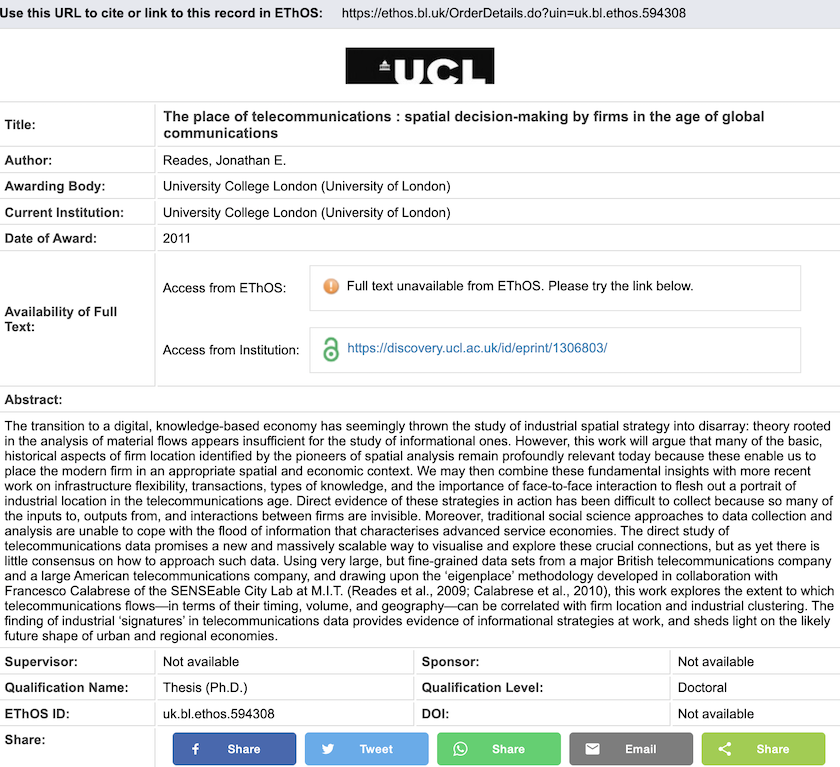 Use this URL to cite or link to this record in EThOS: https://ethos.bl.uk/OrderDetails.do?uin=uk.bl.ethos.594308
UCL
Title: The place of telecommunications : spatial decision-making by firms in the age of global
communications
Author: Reades, Jonathan E.
Awarding Body: University College London (University of London)
Current Institution: University College London (University of London)
Date of Award: 2011
Availability of Full
Text:
Access from EThOS: Full text unavailable from EThOS. Please try the link below.
Access from Institution: https://discovery.ucl.ac.uk/id/eprint/1306803/
Abstract:
The transition to a digital, knowledge-based economy has seemingly thrown the study of industrial spatial strategy into disarray: theory rooted
in the analysis of material flows appears insufficient for the study of informational ones. However, this work will argue that many of the basic,
historical aspects of firm location identified by the pioneers of spatial analysis remain profoundly relevant today because these enable us to
place the modern firm in an appropriate spatial and economic context. We may then combine these fundamental insights with more recent
work on infrastructure flexibility, transactions, types of knowledge, and the importance of face-to-face interaction to flesh out a portrait of
industrial location in the telecommunications age. Direct evidence of these strategies in action has been difficult to collect because so many of
the inputs to, outputs from, and interactions between firms are invisible. Moreover, traditional social science approaches to data collection and
analysis are unable to cope with the flood of information that characterises advanced service economies. The direct study of
telecommunications data promises a new and massively scalable way to visualise and explore these crucial connections, but as yet there is
little consensus on how to approach such data. Using very large, but fine-grained data sets from a major British telecommunications company
and a large American telecommunications company, and drawing upon the ‘eigenplace’ methodology developed in collaboration with
Francesco Calabrese of the SENSEable City Lab at M.I.T. (Reades et al., 2009; Calabrese et al., 2010), this work explores the extent to which
telecommunications flows—in terms of their timing, volume, and geography—can be correlated with firm location and industrial clustering. The
finding of industrial ‘signatures’ in telecommunications data provides evidence of informational strategies at work, and sheds light on the likely
future shape of urban and regional economies.
Supervisor: Not available Sponsor: Not available
Qualification Name: Thesis (Ph.D.) Qualification Level: Doctoral
EThOS ID: uk.bl.ethos.594308 DOI: Not available
Share: Share Tweet Share Email Share